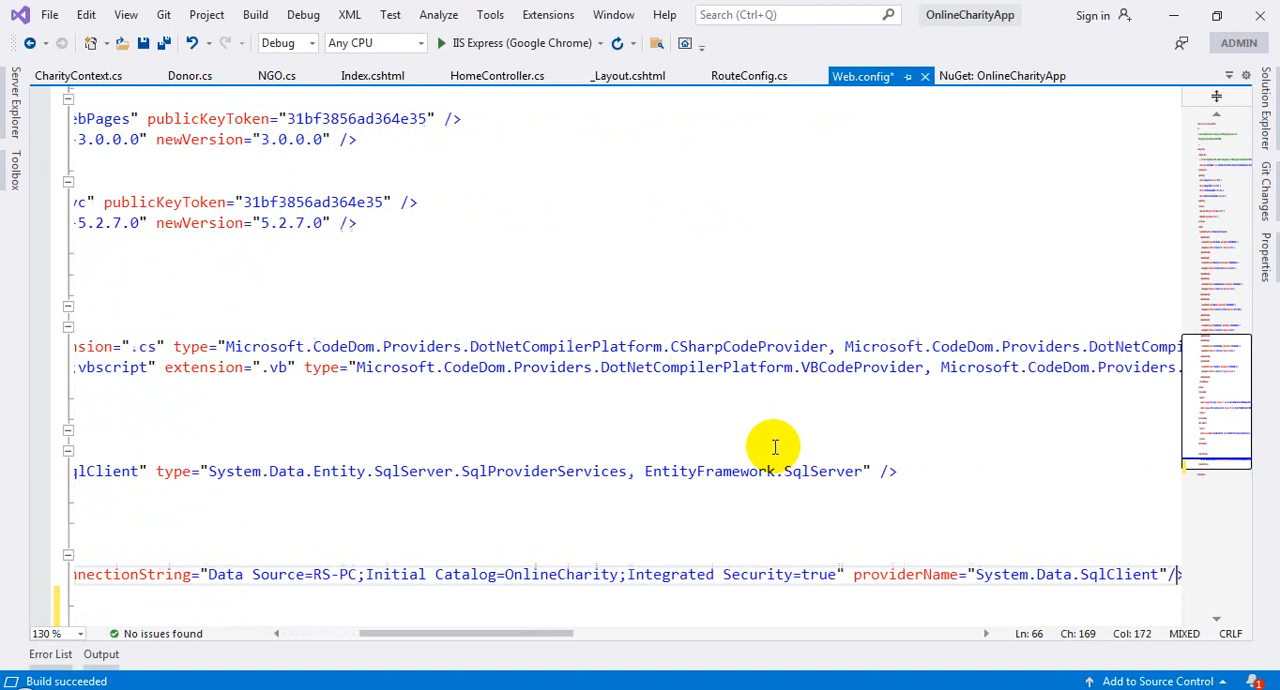 File Edit View Git Project Build Debug XML Test Analyze Tools Extensions Window Help Search (Ctrl+Q) OnlineCharityApp Sign in
Debug Any CPU IIS Express (Google Chrome) ADMIN
CharityContext.cs Donor.cs NGO.cs Index.cshtml HomeController.cs _Layout.cshtml RouteConfig.cs Web.config* NuGet: OnlineCharityApp
Server Explorer
Toolbox
ebPages" publicKeyToken="31bf3856ad364e35" />
-3.0.0.0" newVersion="3.0.0.0" />
vc" publicKeyToken="31bf3856ad364e35" />
-5.2.7.0" newVersion="5.2.7.0" />
nsion=".cs" type="Microsoft.CodeDom.Providers.DotNetCompilerPlatform.CSharpCodeProvider, Microsoft.CodeDom.Providers.DotNetCompi
;vbscript" extension=".vb" type="Microsoft.CodeDom.Providers.DotNetCompilerPlatform.VBCodeProvider, Microsoft.CodeDom.Providers.
qlClient" type="System.Data.Entity.SqlServer.SqlProviderServices, EntityFramework.SqlServer" />
nnectionString="Data Source=RS-PC;Initial Catalog=OnlineCharity;Integrated Security=true" providerName="System.Data.SqlClient"/>
Solution Explorer
Git Changes
Properties
130 % No issues found Ln: 66 Ch: 169 Col: 172 MIXED CRLF
Error List Output
Build succeeded Add to Source Control 1